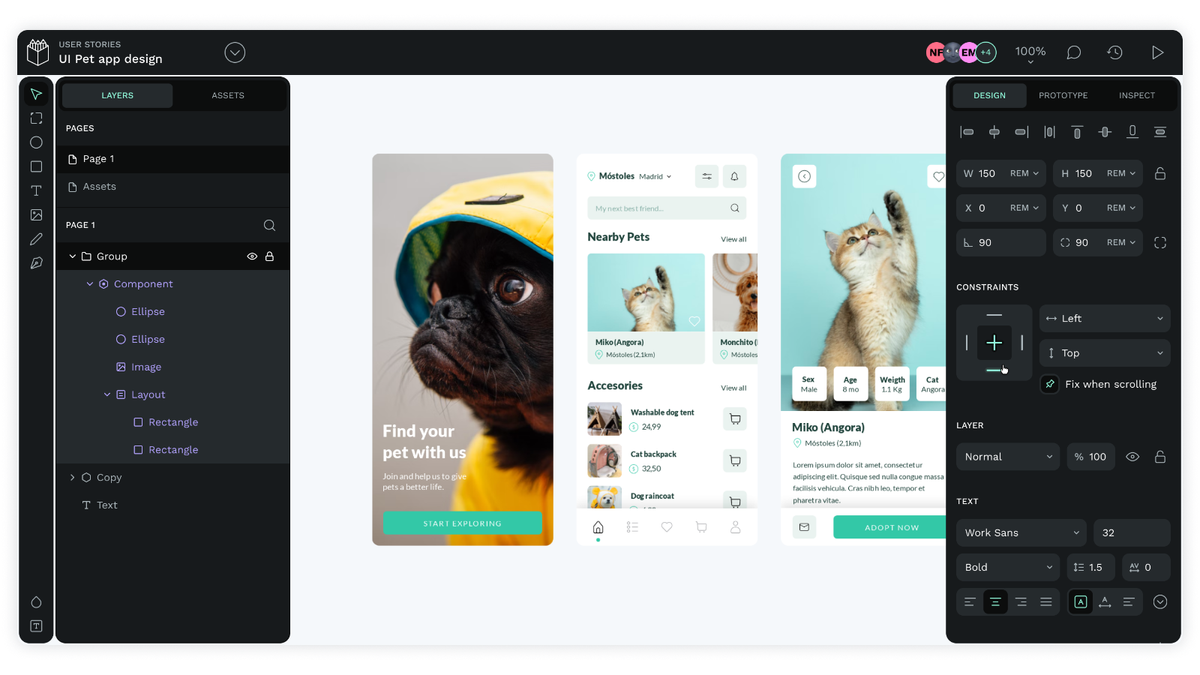 USER STORIES
UI Pet app design
NF
EM
+4
100%
LAYERS
ASSETS
PAGES
Page 1
Assets
PAGE 1
Group
Component
Ellipse
Ellipse
Image
Layout
Rectangle
Rectangle
Copy
Text
Find your
pet with us
Join and help us to give
pets a better life.
START EXPLORING
Móstoles Madrid
My next best friend...
Nearby Pets
View all
Miko (Angora)
Móstoles (2,1km)
Monchito (
Móstoles
Accesories
View all
Washable dog tent
24,99
Cat backpack
32,50
Dog raincoat
Sex
Male
Age
8 mo
Weigth
1.1 Kg
Cat
Angora
Miko (Angora)
Móstoles (2,1km)
Lorem ipsum dolor sit amet, consectetur
adipiscing elit. Quisque sed nullam congue massa
facilisis vehicula. Cras nibh leo, tempor et
pharetra vitae.
ADOPT NOW
DESIGN
PROTOTYPE
INSPECT
W 150 REM
H 150 REM
X 0 REM
Y 0 REM
90
90 REM
CONSTRAINTS
Left
Top
Fix when scrolling
LAYER
Normal
% 100
TEXT
Work Sans
32
Bold
1.5
AV 0
A
A